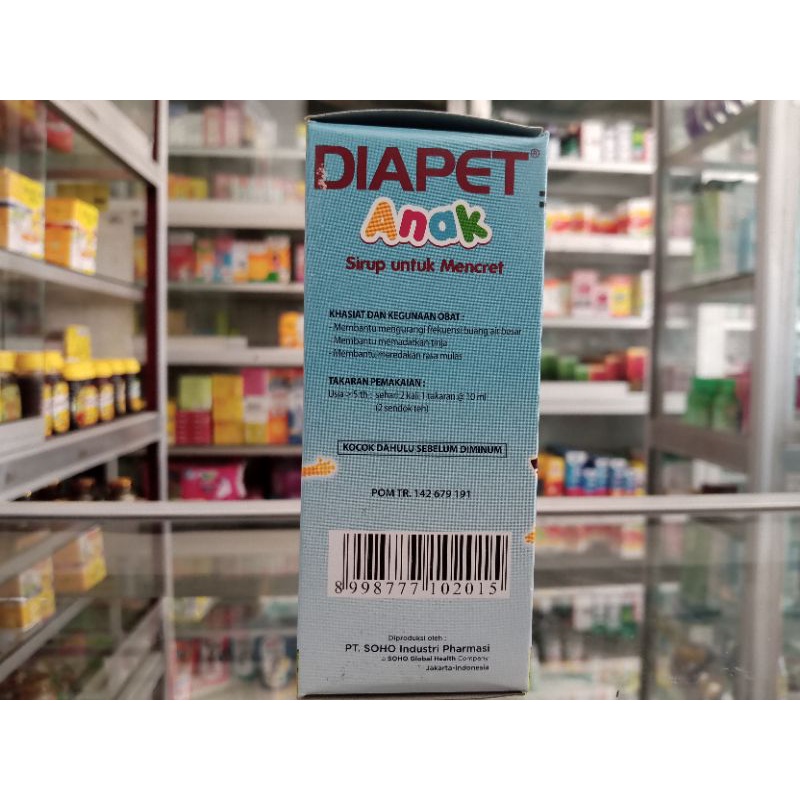 DIAPET®
Anak
Sirup untuk Mencret
KHASIAT DAN KEGUNAAN OBAT :
- Membantu mengurangi frekuensi buang air besar
- Membantu memadatkan tinja
- Membantu meredakan rasa mulas
TAKARAN PEMAKAIAN :
Usia > 5 th : sehari 2 kali 1 takaran @ 10 ml
(2 sendok teh)
KOCOK DAHULU SEBELUM DIMINUM
POM TR. 142 679 191
8 998777 102015
Diproduksi oleh :
PT. SOHO Industri Pharmasi
a SOHO Global Health Company
Jakarta-Indonesia